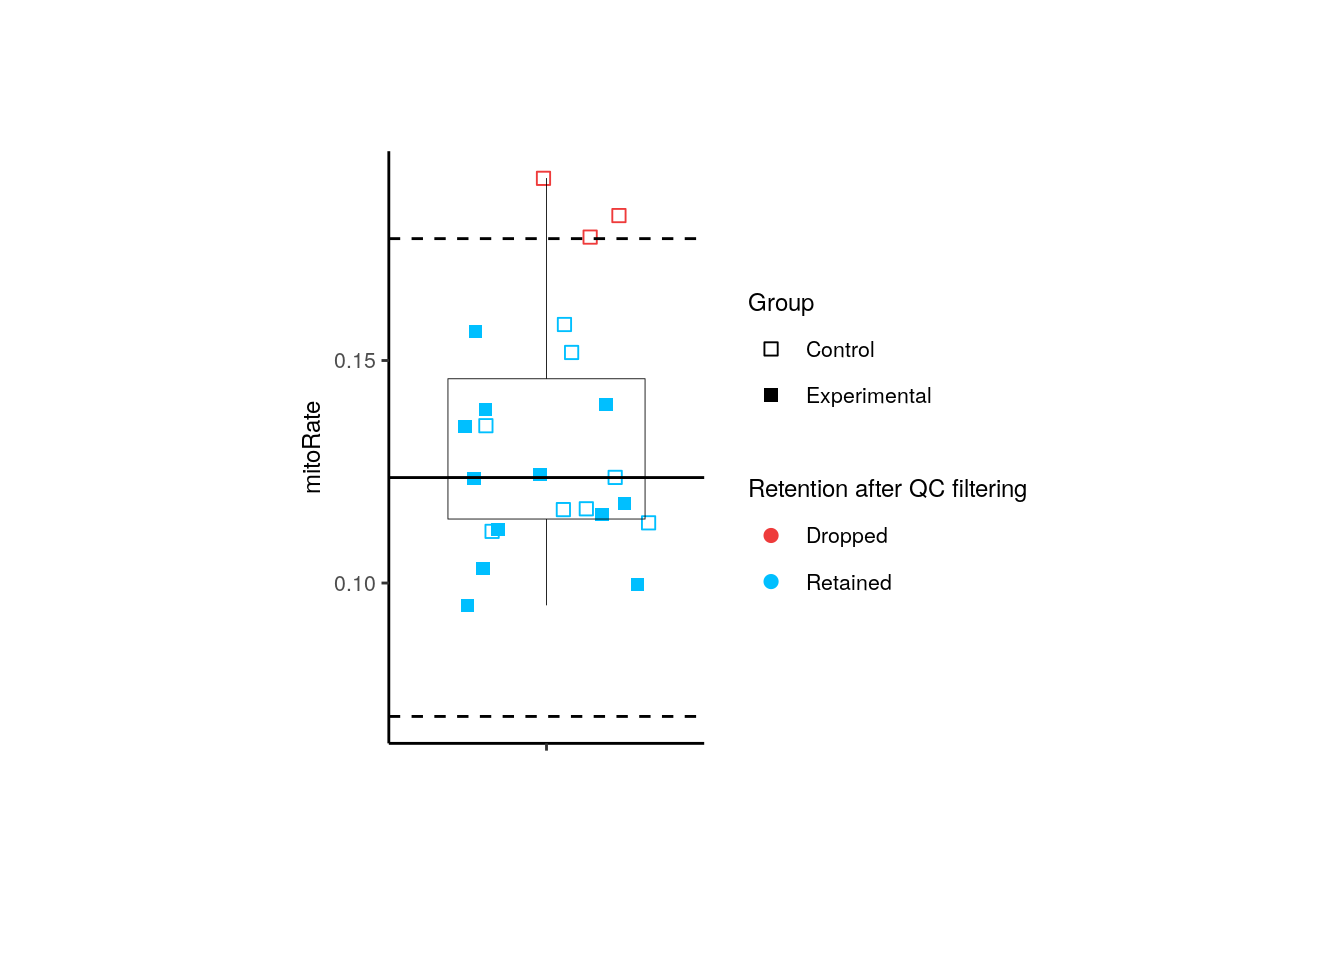 mitoRate
0.15
0.10
Group
Control
Experimental
Retention after QC filtering
Dropped
Retained